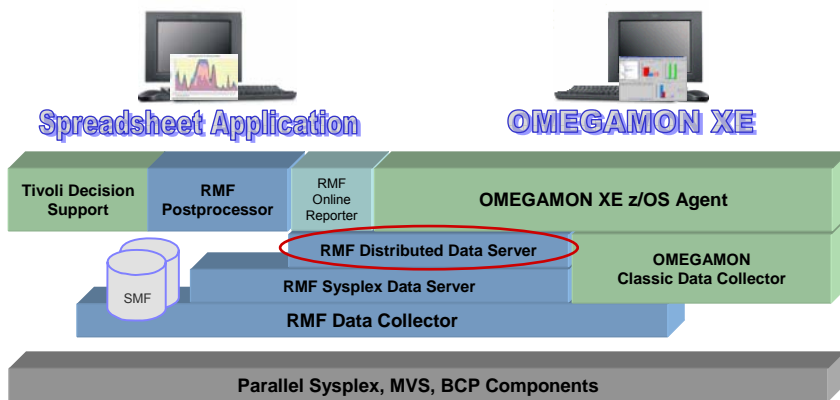 Spreadsheet Application
OMEGAMON XE
Tivoli Decision
Support
RMF
Postprocessor
RMF
Online
Reporter
OMEGAMON XE z/OS Agent
RMF Distributed Data Server
OMEGAMON
Classic Data Collector
SMF
RMF Sysplex Data Server
RMF Data Collector
Parallel Sysplex, MVS, BCP Components